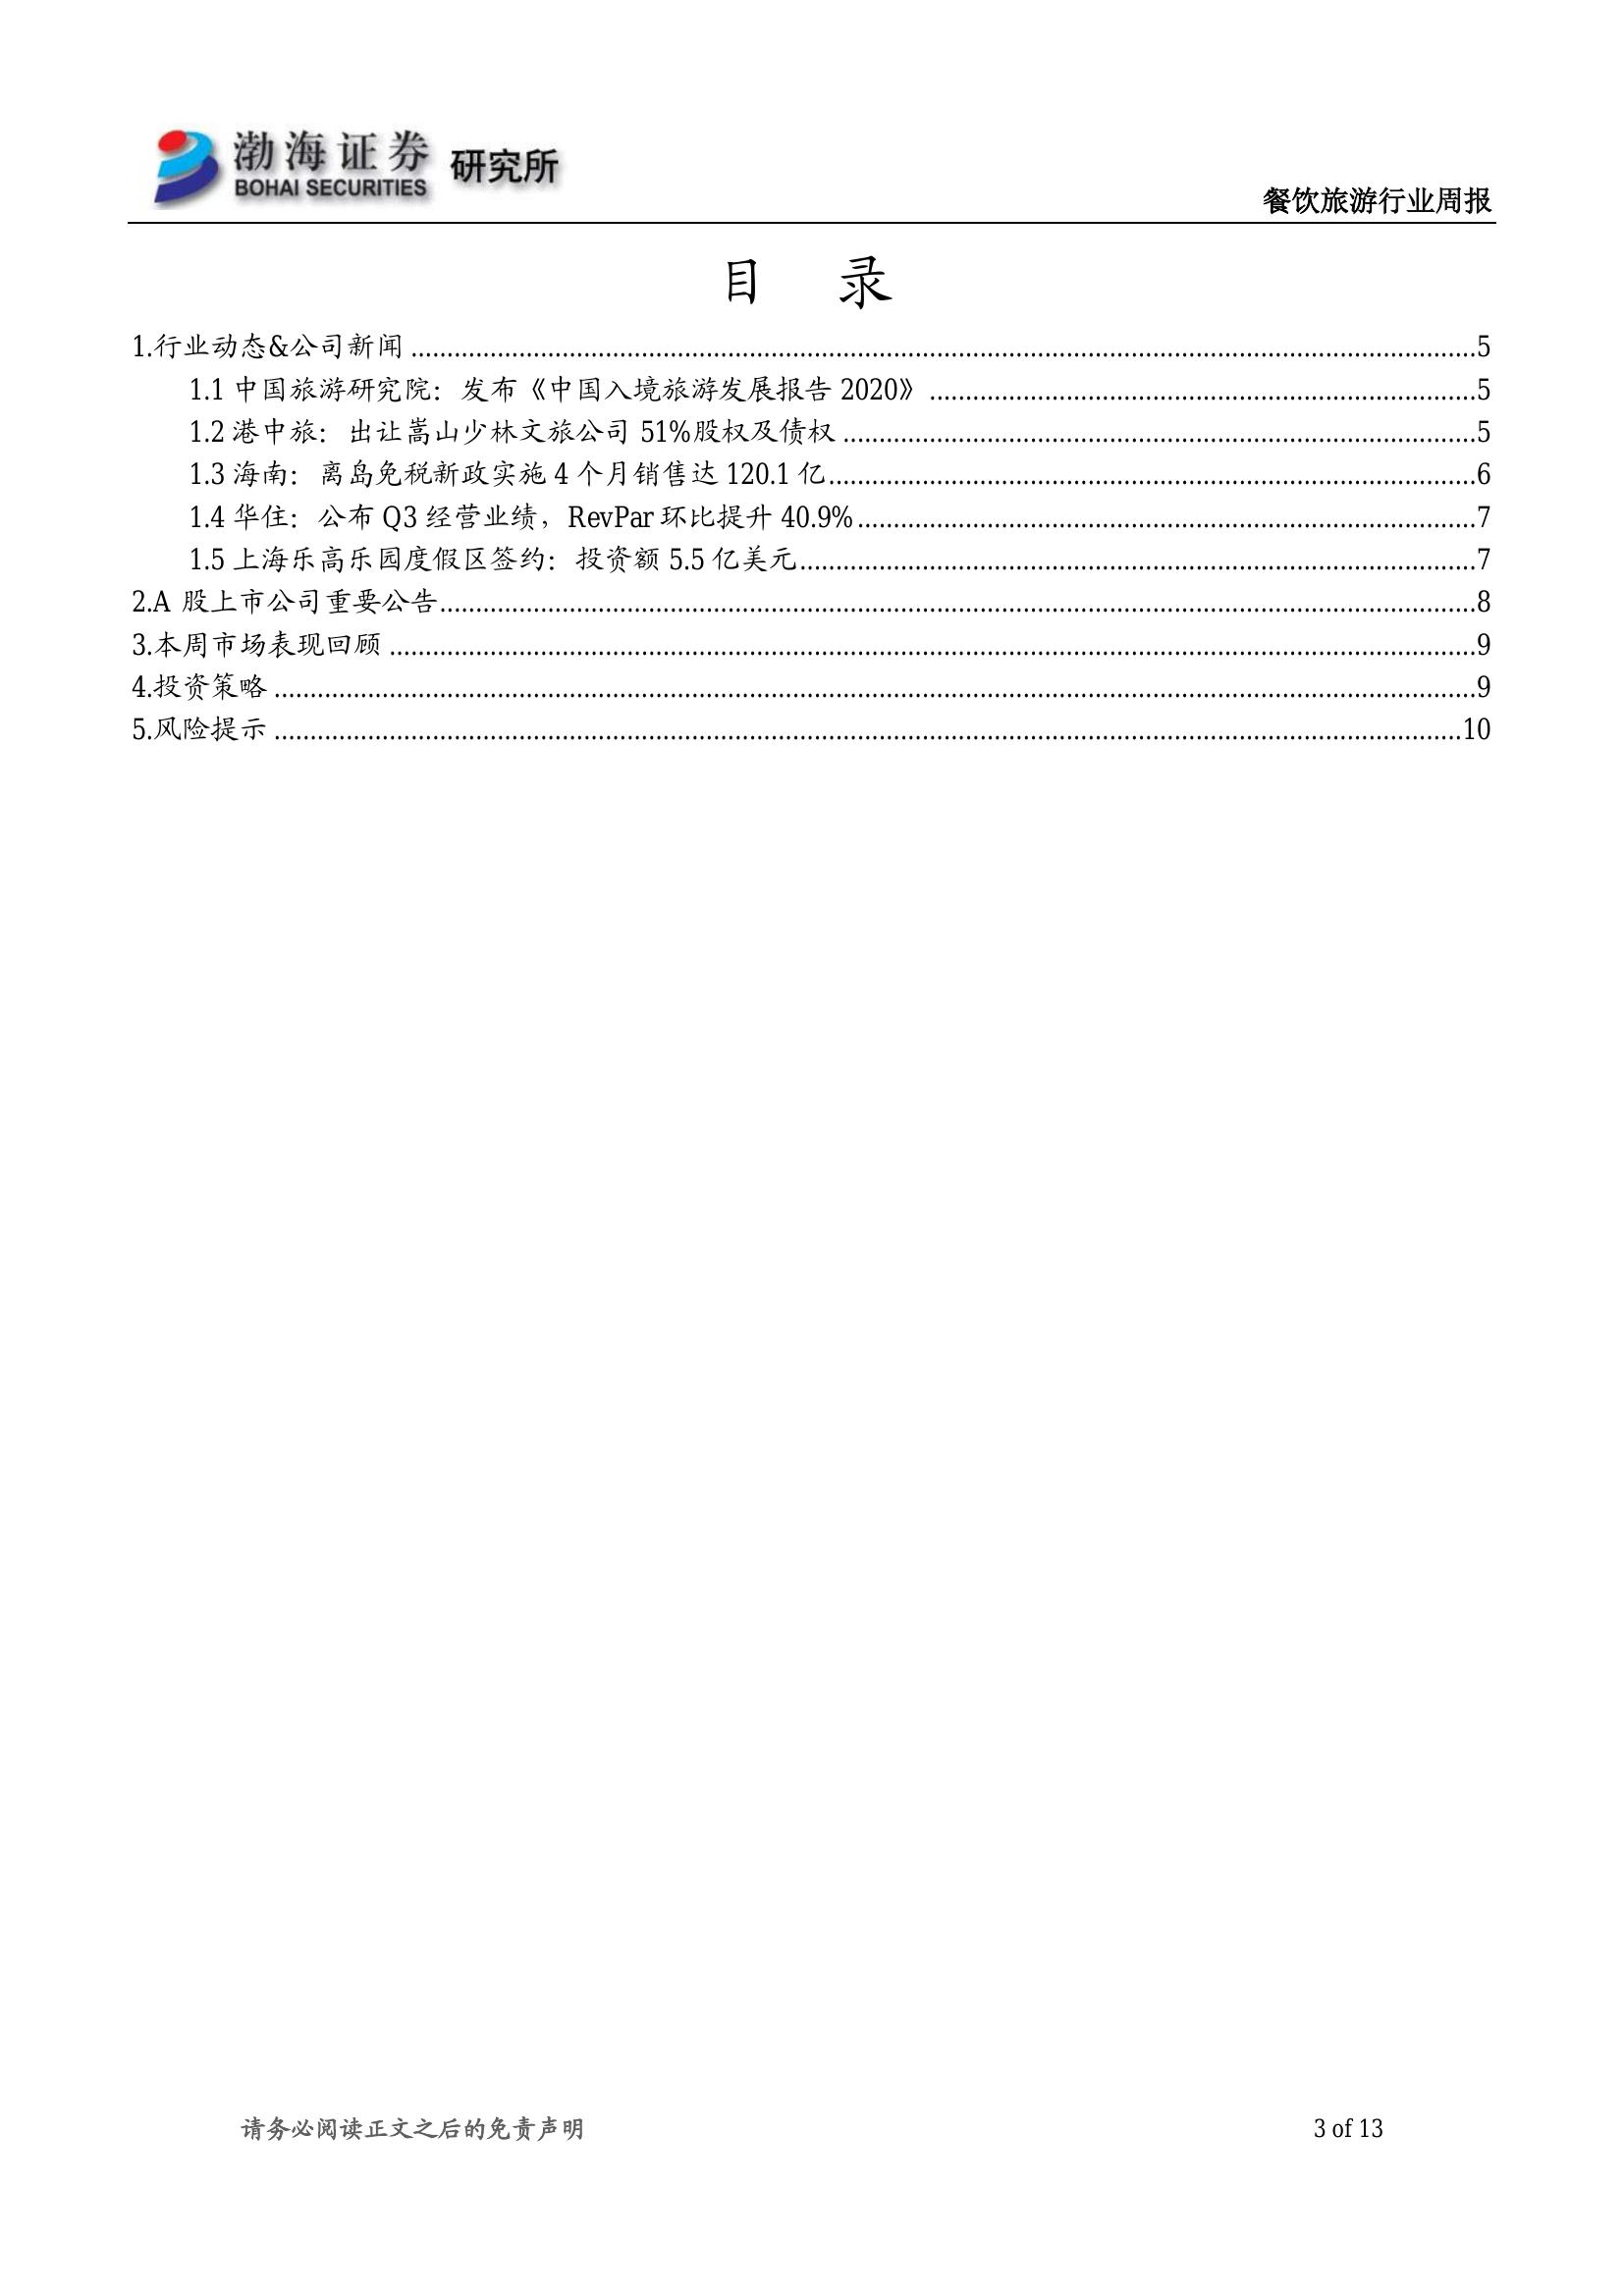 渤海证券 研究所
BOHAI SECURITIES
餐饮旅游行业周报
目 录
1.行业动态&公司新闻 ........................................ 5
1.1 中国旅游研究院：发布《中国入境旅游发展报告 2020》 ........................................ 5
1.2 港中旅：出让嵩山少林文旅公司 51%股权及债权 ........................................ 5
1.3 海南：离岛免税新政实施 4 个月销售达 120.1 亿 ........................................ 6
1.4 华住：公布 Q3 经营业绩，RevPar 环比提升 40.9% ........................................ 7
1.5 上海乐高乐园度假区签约：投资额 5.5 亿美元 ........................................ 7
2.A 股上市公司重要公告 ........................................ 8
3.本周市场表现回顾 ........................................ 9
4.投资策略 ........................................ 9
5.风险提示 ........................................ 10
请务必阅读正文之后的免责声明 3 of 13